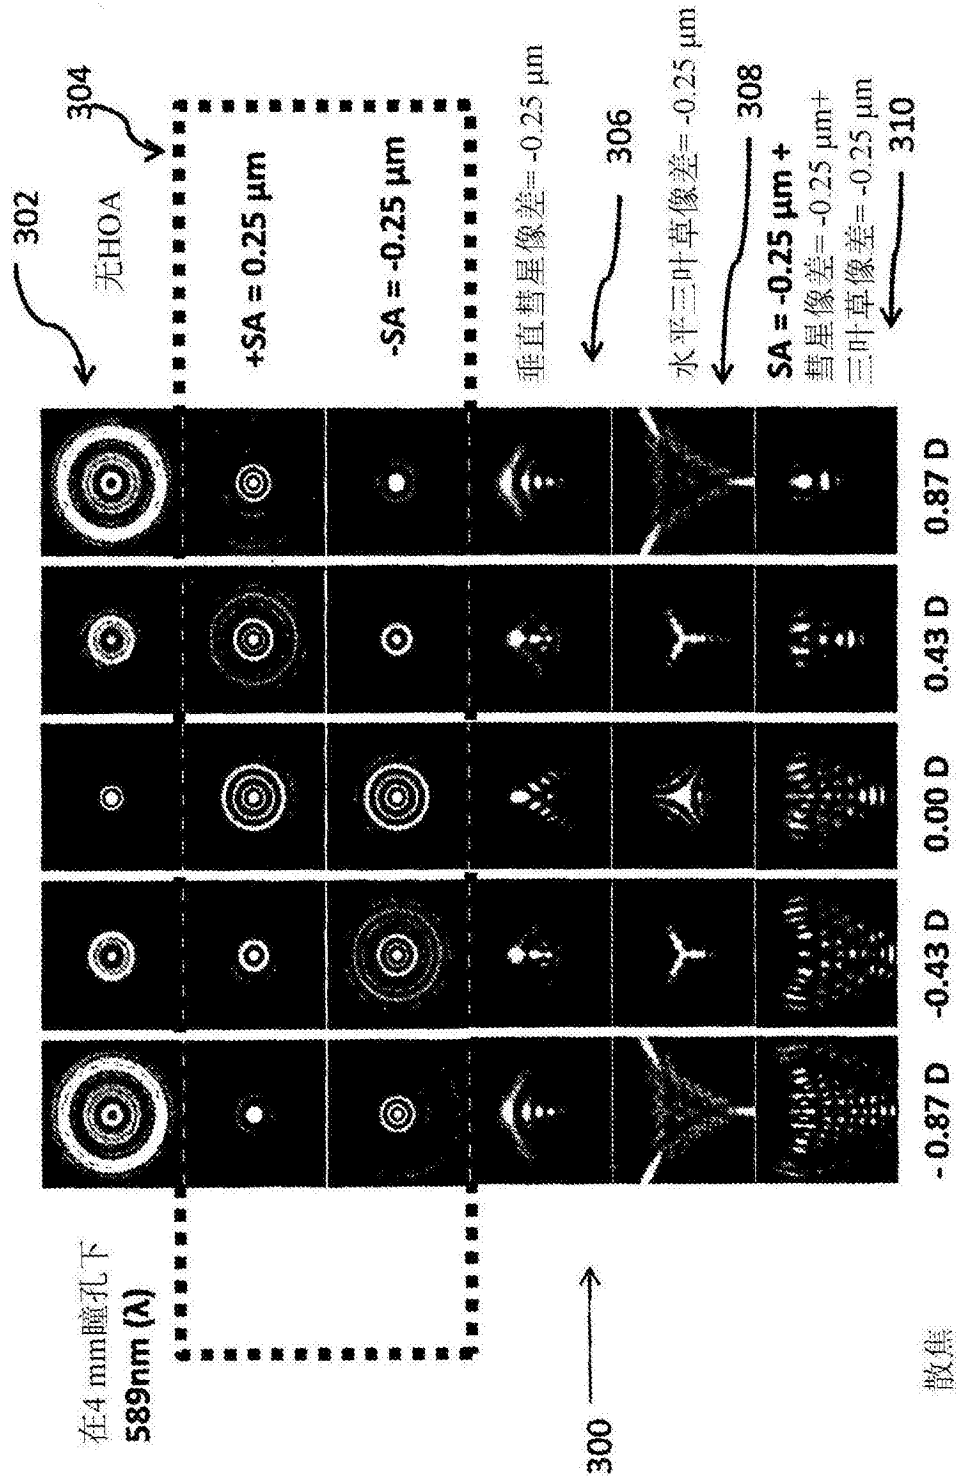 在4 mm瞳孔下
589nm (λ)
302
无HOA
304
+SA = 0.25 μm
-SA = -0.25 μm
垂直彗星像差= -0.25 μm
306
水平三叶草像差= -0.25 μm
308
SA = -0.25 μm +
彗星像差= -0.25 μm+
三叶草像差= -0.25 μm
310
300
散焦
- 0.87 D
-0.43 D
0.00 D
0.43 D
0.87 D